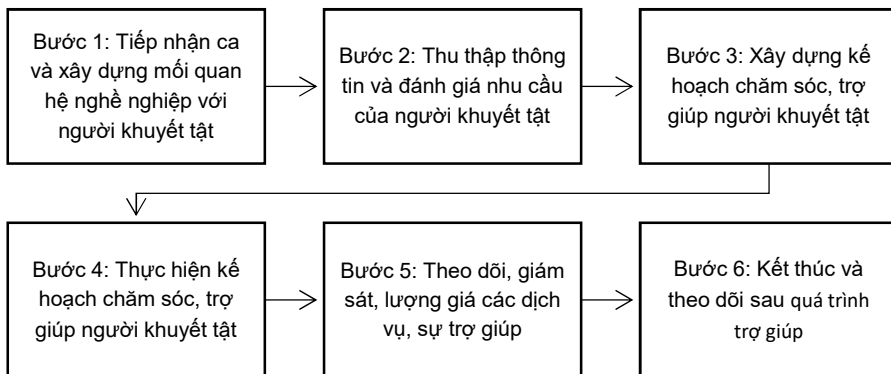 Bước 1: Tiếp nhận ca
và xây dựng mối quan
hệ nghề nghiệp với
người khuyết tật
Bước 2: Thu thập thông
tin và đánh giá nhu cầu
của người khuyết tật
Bước 3: Xây dựng kế
hoạch chăm sóc, trợ
giúp người khuyết tật
Bước 4: Thực hiện kế
hoạch chăm sóc, trợ
giúp người khuyết tật
Bước 5: Theo dõi, giám
sát, lượng giá các dịch
vụ, sự trợ giúp
Bước 6: Kết thúc và
theo dõi sau quá trình
trợ giúp